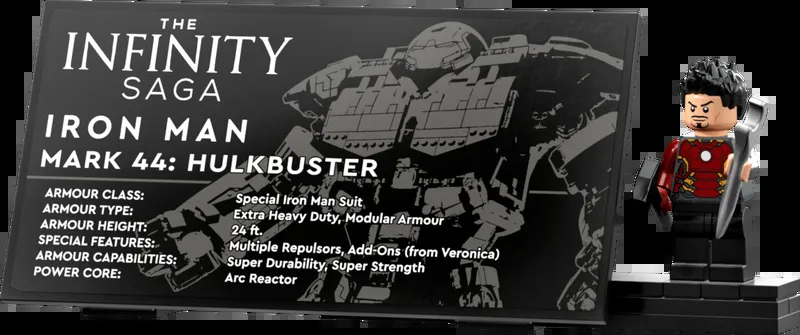 THE
INFINITY
SAGA
IRON MAN
MARK 44: HULKBUSTER
ARMOUR CLASS: Special Iron Man Suit
ARMOUR TYPE: Extra Heavy Duty, Modular Armour
ARMOUR HEIGHT: 24 ft.
SPECIAL FEATURES: Multiple Repulsors, Add-Ons (from Veronica)
ARMOUR CAPABILITIES: Super Durability, Super Strength
POWER CORE: Arc Reactor